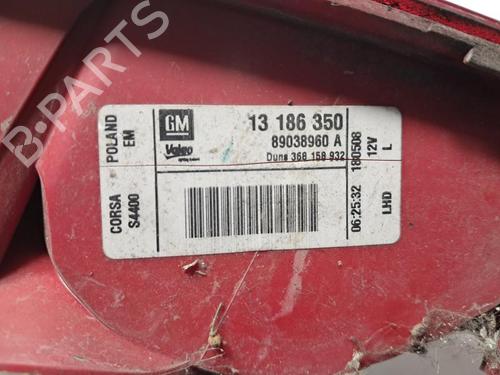 B-PARTS
POLAND
EM
CORSA
S4400
GM
Valeo
13 186 350
89038960 A
Duns 368 158 932
06:25:32 180508
12V
LHD
L